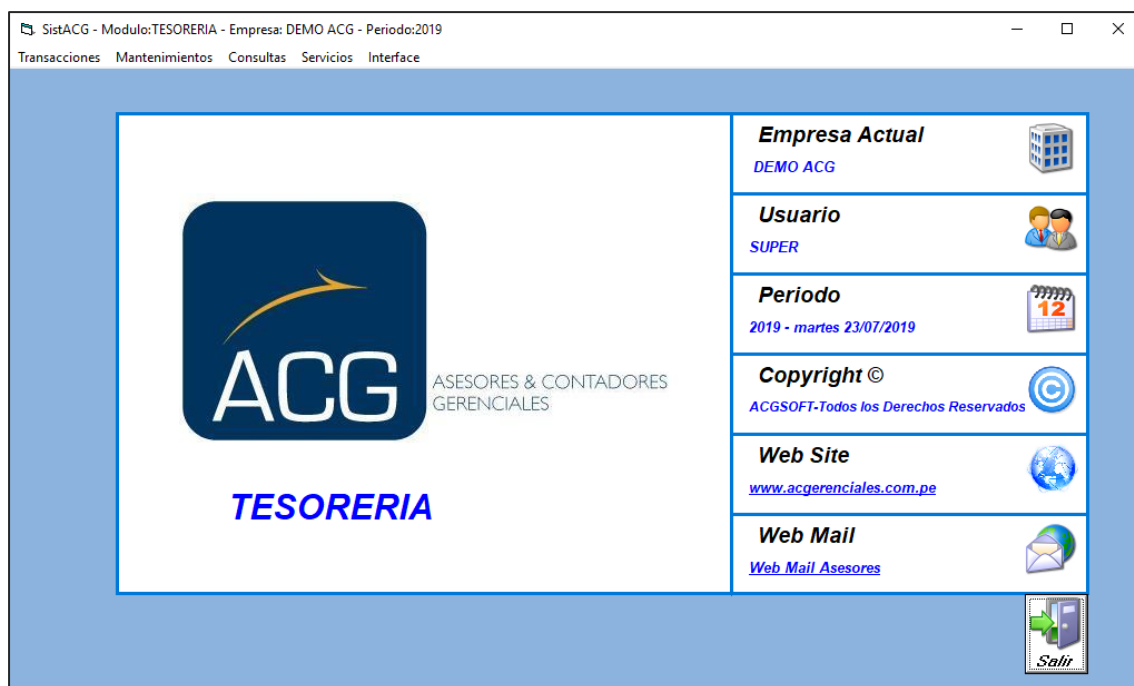 SistACG - Modulo:TESORERIA - Empresa: DEMO ACG - Periodo:2019
Transacciones Mantenimientos Consultas Servicios Interface
ACG
ASESORES & CONTADORES
GERENCIALES
TESORERIA
Empresa Actual
DEMO ACG
Usuario
SUPER
Periodo
2019 - martes 23/07/2019
12
Copyright ©
ACGSOFT-Todos los Derechos Reservados
©
Web Site
www.acgerenciales.com.pe
Web Mail
Web Mail Asesores
Salir